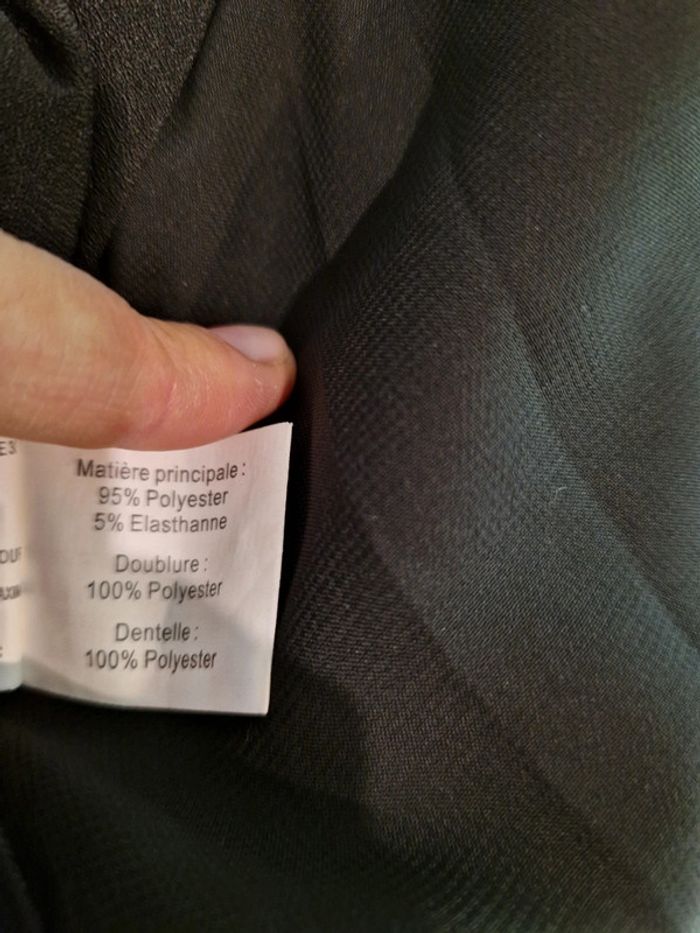 Matière principale :
95% Polyester
5% Elasthanne
Doublure :
100% Polyester
Dentelle :
100% Polyester